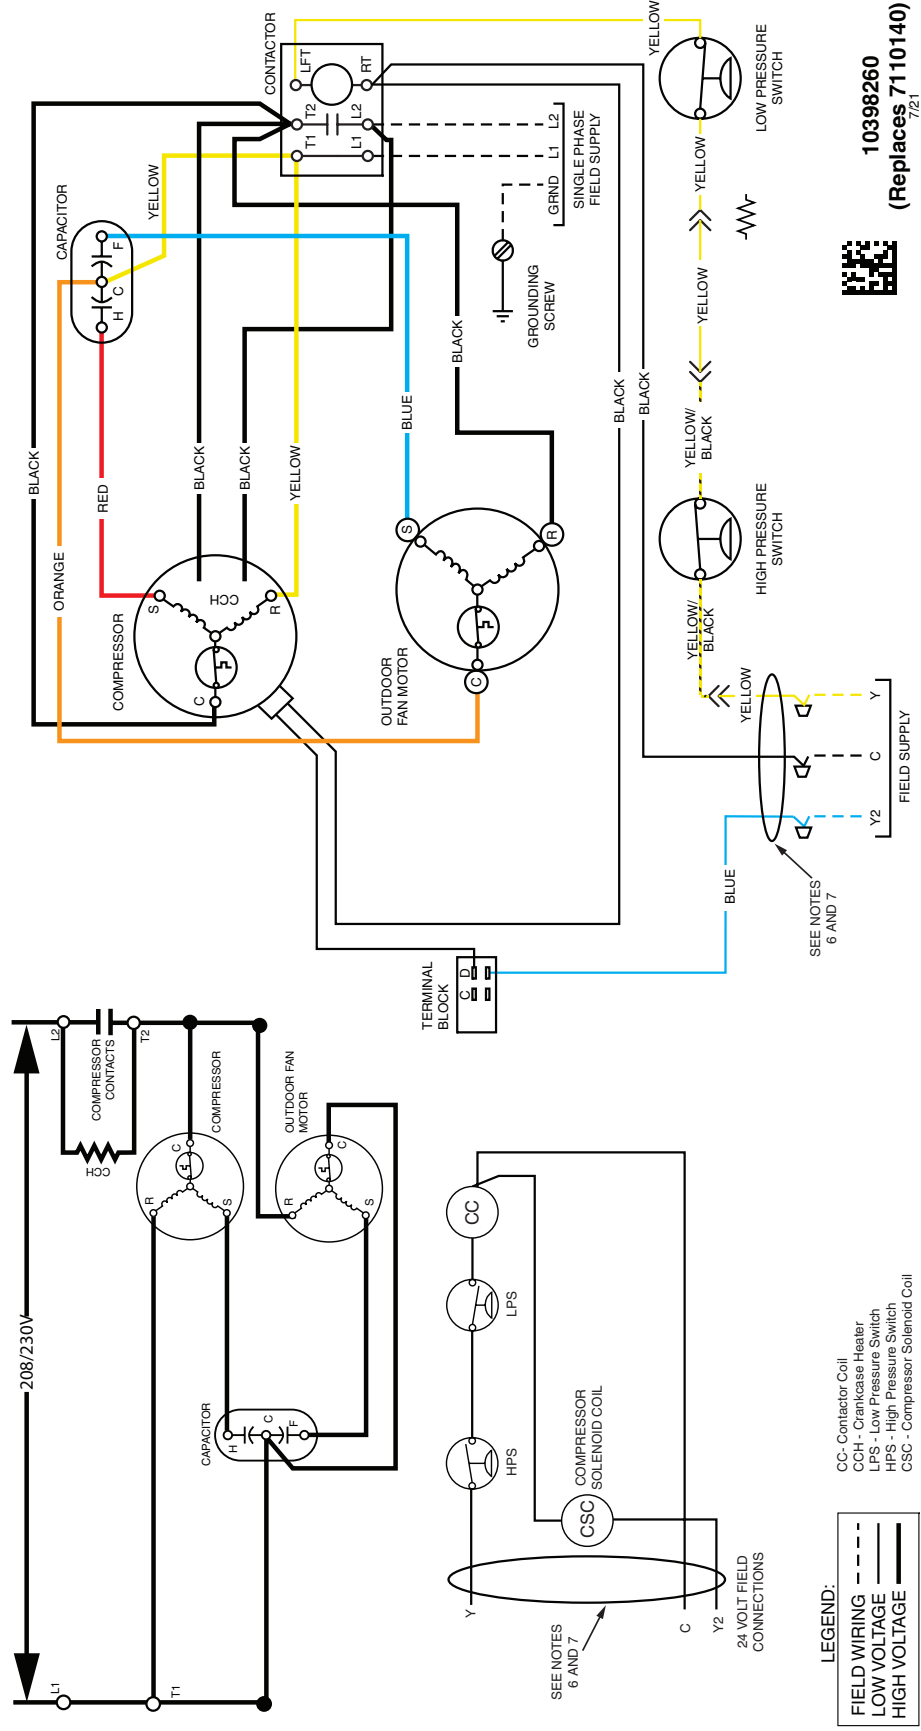 208/230V
L1
T1
L2
T2
COMPRESSOR
CONTACTS
CCH
COMPRESSOR
R
S
C
OUTDOOR FAN
MOTOR
R
S
C
CAPACITOR
H
C
F
Y
HPS
LPS
CC
COMPRESSOR
SOLENOID COIL
CSC
C
Y2
SEE NOTES
6 AND 7
24 VOLT FIELD
CONNECTIONS
LEGEND:
FIELD WIRING
LOW VOLTAGE
HIGH VOLTAGE
CC- Contactor Coil
CCH - Crankcase Heater
LPS - Low Pressure Switch
HPS - High Pressure Switch
CSC - Compressor Solenoid Coil
BLACK
ORANGE
RED
CAPACITOR
H
C
F
YELLOW
COMPRESSOR
S
CCH
R
C
BLACK
BLACK
YELLOW
CONTACTOR
LFT
RT
T2
L2
T1
L1
OUTDOOR
FAN MOTOR
S
R
C
BLUE
BLACK
GROUNDING
SCREW
GRND
L1
L2
SINGLE PHASE
FIELD SUPPLY
BLACK
BLACK
TERMINAL
BLOCK
C
D
BLUE
YELLOW
LOW PRESSURE
SWITCH
YELLOW
YELLOW
YELLOW/
BLACK
HIGH PRESSURE
SWITCH
YELLOW/
BLACK
YELLOW
SEE NOTES
6 AND 7
Y2
C
Y
FIELD SUPPLY
10398260
(Replaces 7110140)
7/21